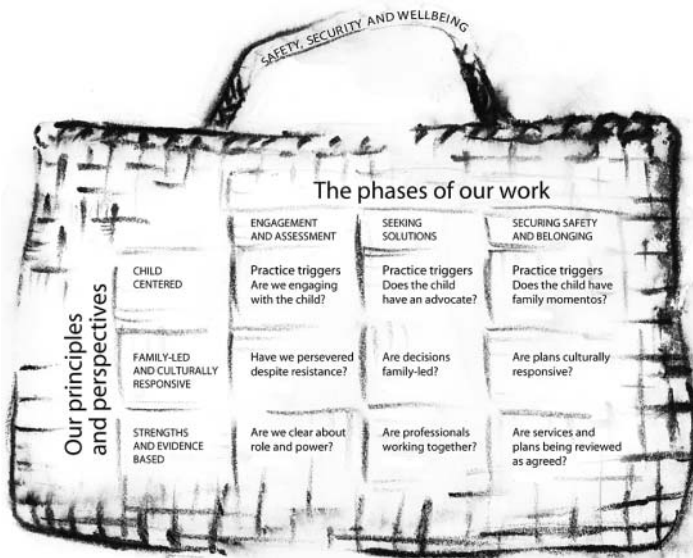 SAFETY, SECURITY AND WELLBEING
The phases of our work
ENGAGEMENT
AND ASSESSMENT
SEEKING
SOLUTIONS
SECURING SAFETY
AND BELONGING
Our principles
and perspectives
CHILD
CENTERED
Practice triggers
Are we engaging
with the child?
Practice triggers
Does the child
have an advocate?
Practice triggers
Does the child have
family momentos?
FAMILY-LED
AND CULTURALLY
RESPONSIVE
Have we persevered
despite resistance?
Are decisions
family-led?
Are plans culturally
responsive?
STRENGTHS
AND EVIDENCE
BASED
Are we clear about
role and power?
Are professionals
working together?
Are services and
plans being reviewed
as agreed?